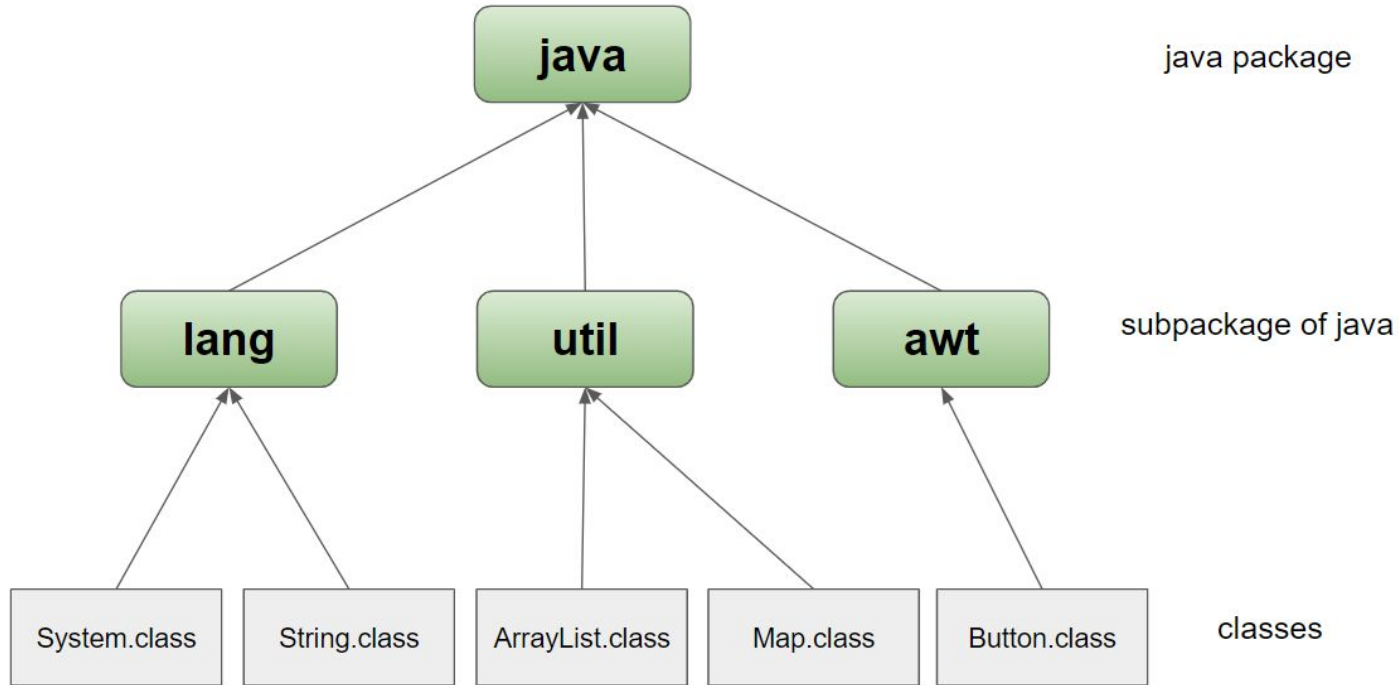 java
java package
lang
util
awt
subpackage of java
System.class
String.class
ArrayList.class
Map.class
Button.class
classes